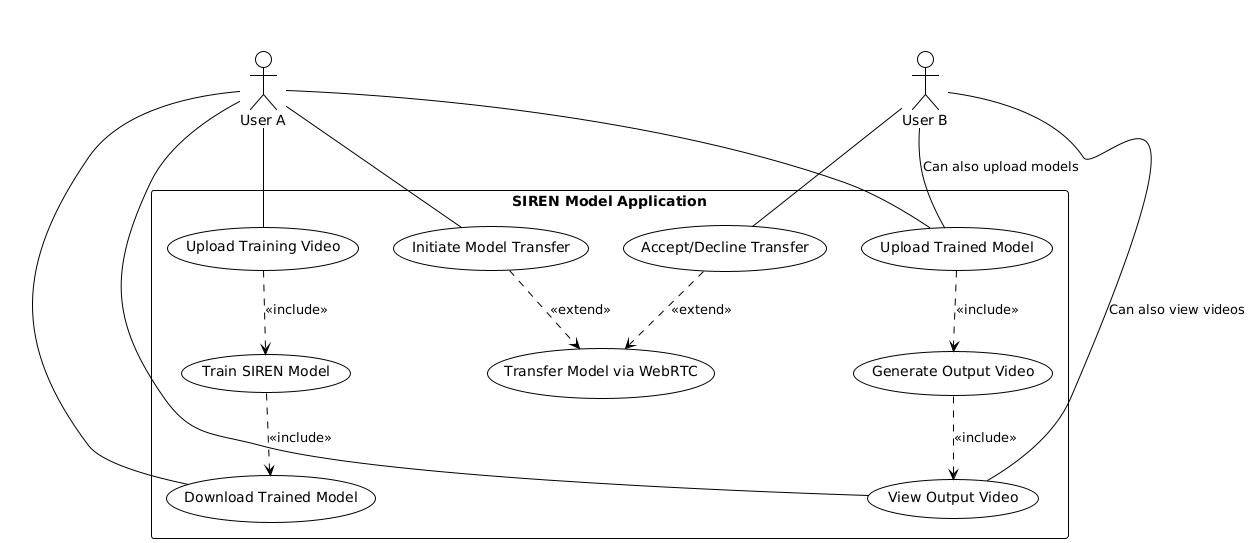 User A
User B
Can also upload models
SIREN Model Application
Upload Training Video
Initiate Model Transfer
Accept/Decline Transfer
Upload Trained Model
«include»
«extend»
«extend»
«include»
Can also view videos
Train SIREN Model
Transfer Model via WebRTC
Generate Output Video
«include»
«include»
Download Trained Model
View Output Video